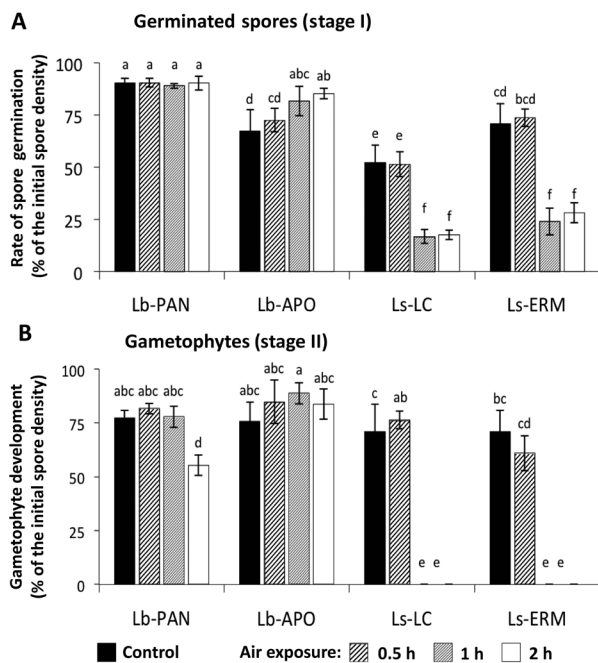 A
Germinated spores (stage I)
Rate of spore germination
(% of the initial spore density)
100
75
50
25
0
a a a a
d cd abc ab
e e f f
cd bcd f f
Lb-PAN Lb-APO Ls-LC Ls-ERM
B
Gametophytes (stage II)
Gametophyte development
(% of the initial spore density)
100
75
50
25
0
abc abc abc d
abc abc a abc
c ab e e
bc cd e e
Lb-PAN Lb-APO Ls-LC Ls-ERM
Control Air exposure: 0.5 h 1 h 2 h